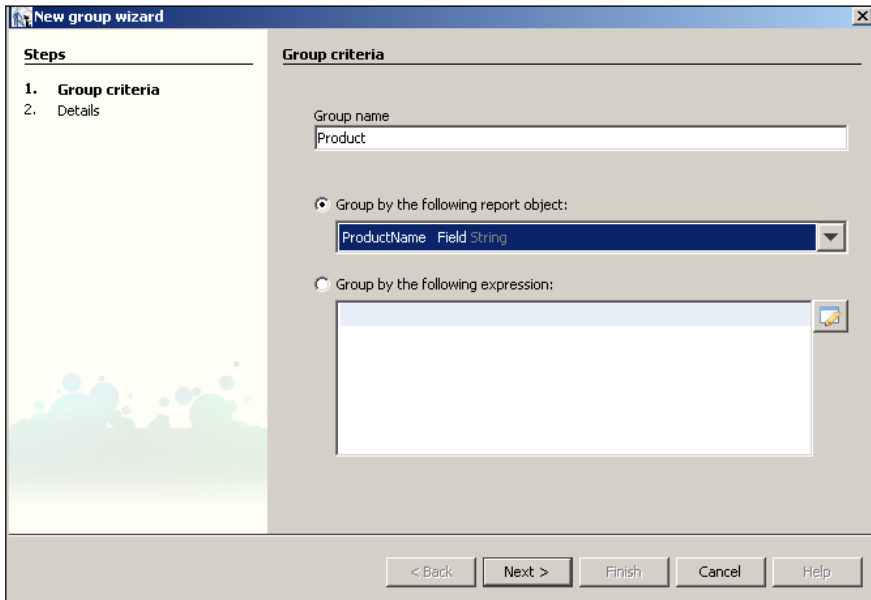 New group wizard
Steps
1. Group criteria
2. Details
Group criteria
Group name
Product
Group by the following report object:
ProductName Field String
Group by the following expression:
< Back Next > Finish Cancel Help